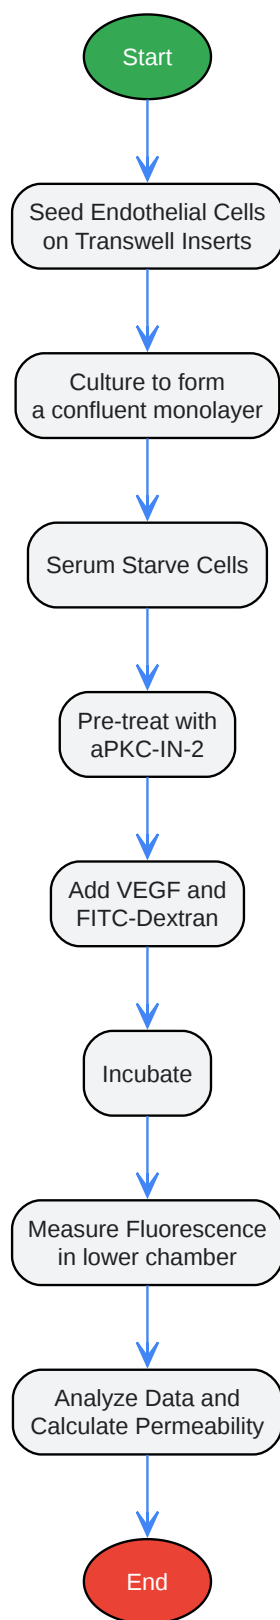 Start
Seed Endothelial Cells
on Transwell Inserts
Culture to form
a confluent monolayer
Serum Starve Cells
Pre-treat with
aPKC-IN-2
Add VEGF and
FITC-Dextran
Incubate
Measure Fluorescence
in lower chamber
Analyze Data and
Calculate Permeability
End